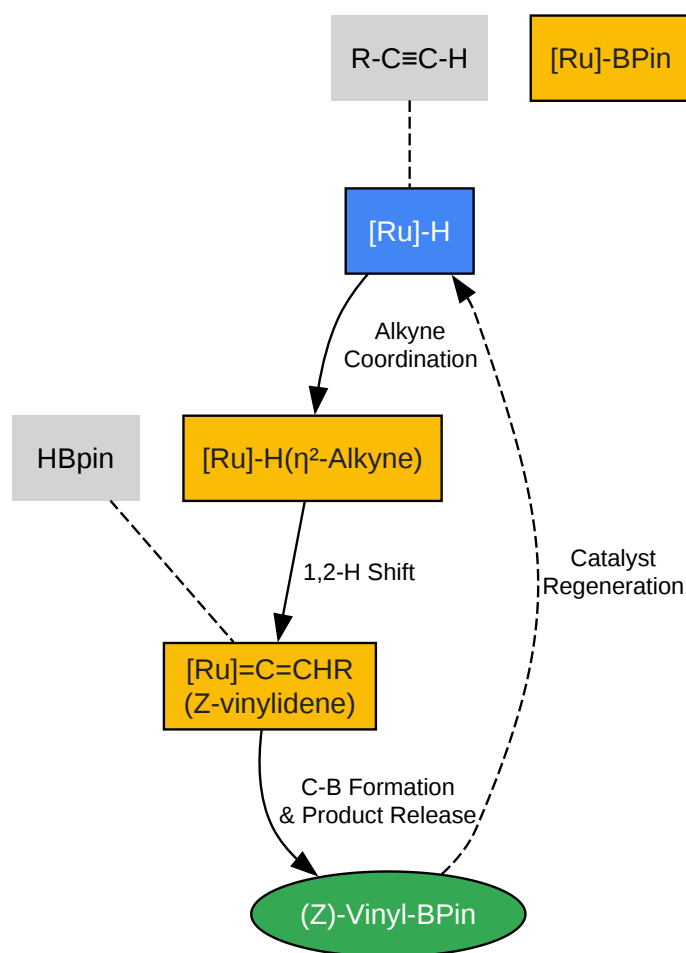 R-C≡C-H
[Ru]-BPin
[Ru]-H
Alkyne
Coordination
HBpin
[Ru]-H(η²-Alkyne)
1,2-H Shift
Catalyst
Regeneration
[Ru]=C=CHR
(Z-vinylidene)
C-B Formation
& Product Release
(Z)-Vinyl-BPin